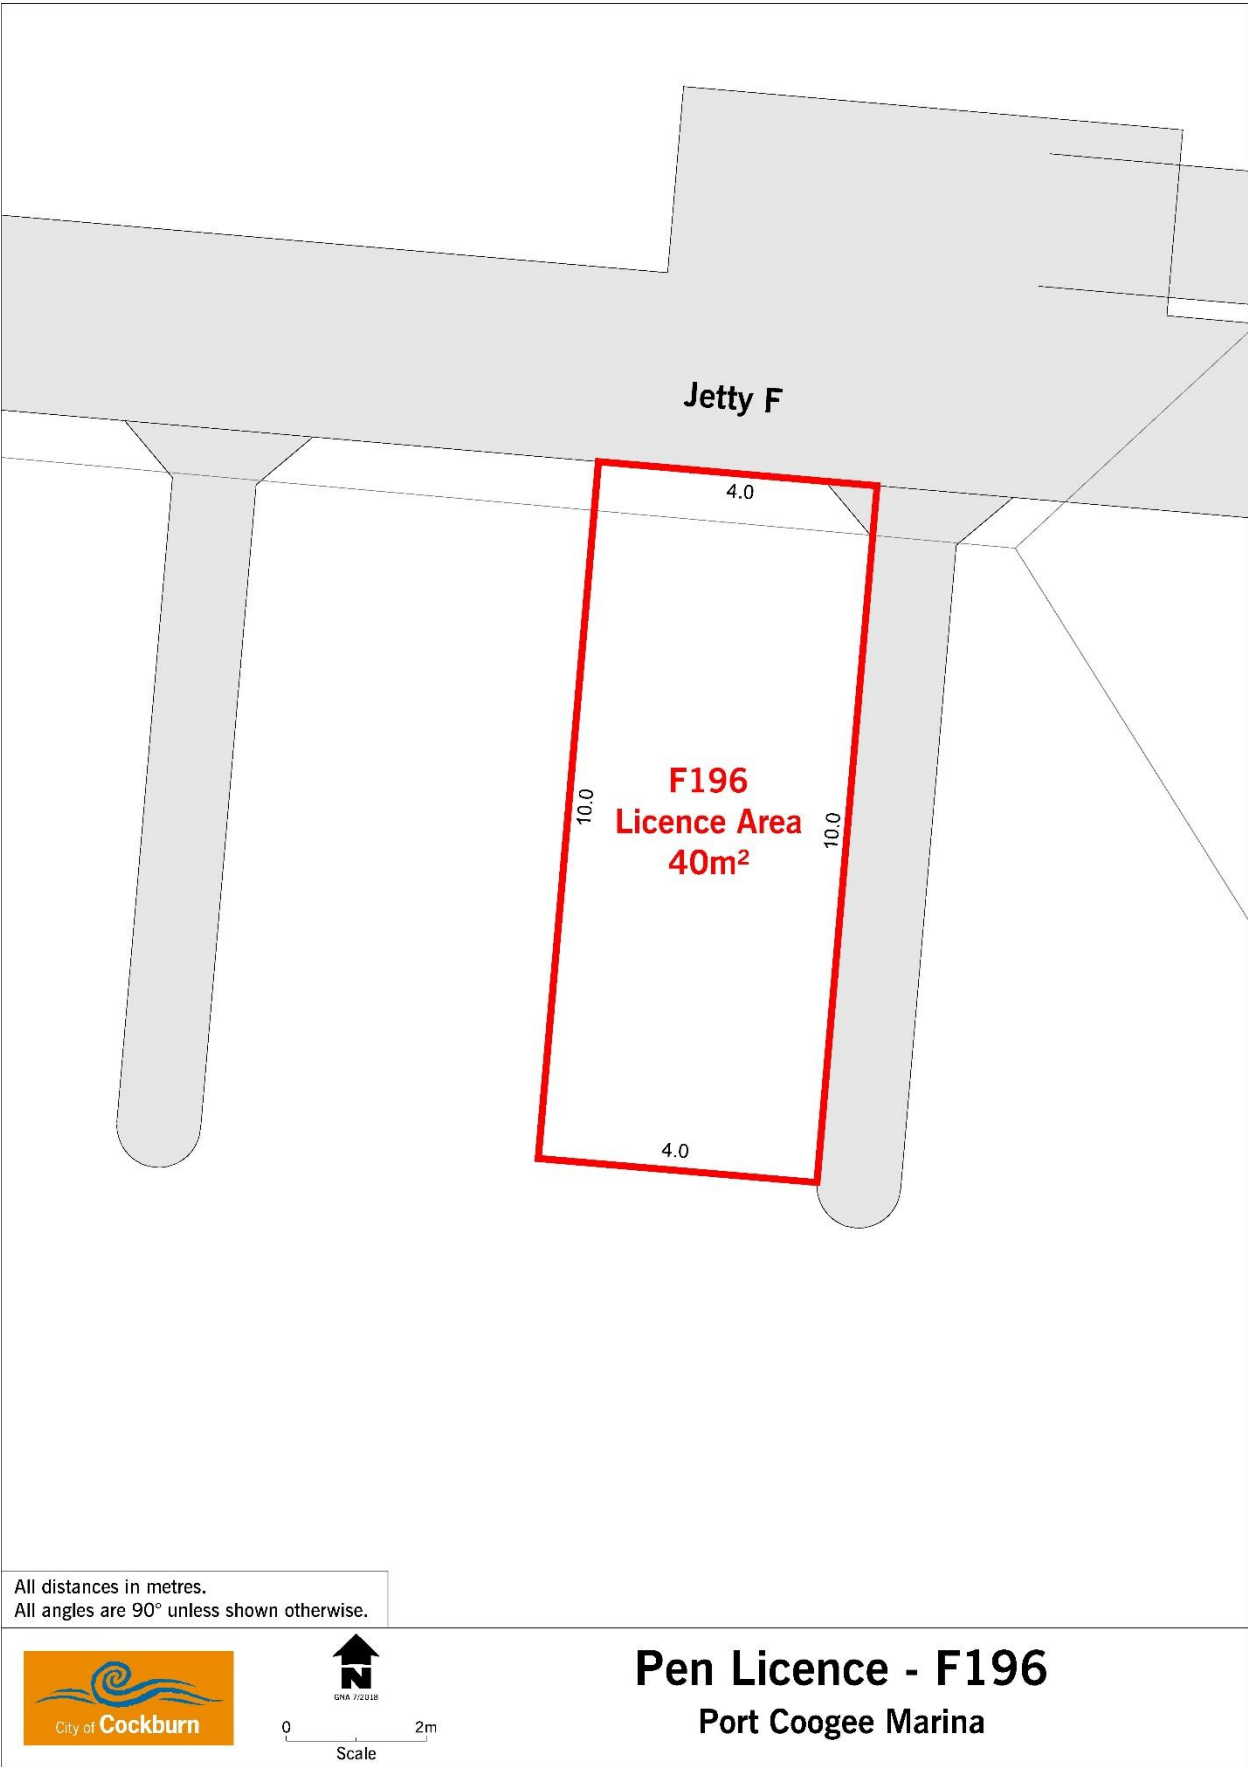 Jetty F
4.0
10.0
F196
Licence Area
40m²
10.0
4.0
All distances in metres.
All angles are 90° unless shown otherwise.
City of Cockburn
N
GNA 7/2018
0 2m
Scale
Pen Licence - F196
Port Coogee Marina